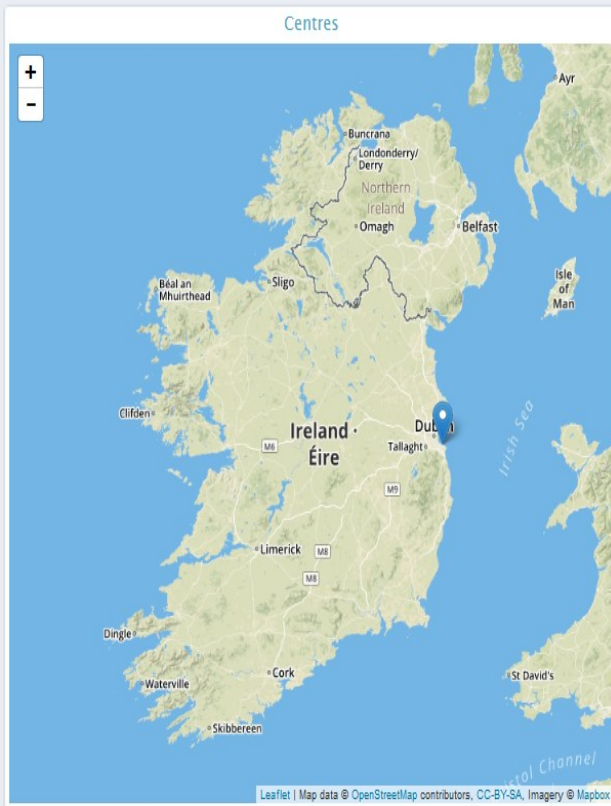 Centres
+
-
Ayr
Buncrana
Londonderry/
Derry
Northern
Ireland
Omagh
Belfast
Isle
of
Man
Béal an
Mhuirthead
Sligo
Clifden
Ireland
Éire
M6
Dublin
Tallaght
Irish Sea
M9
Limerick
M8
M8
Dingle
Waterville
Cork
Skibbereen
St David's
Channel
Leaflet | Map data © OpenStreetMap contributors, CC-BY-SA, Imagery © Mapbox